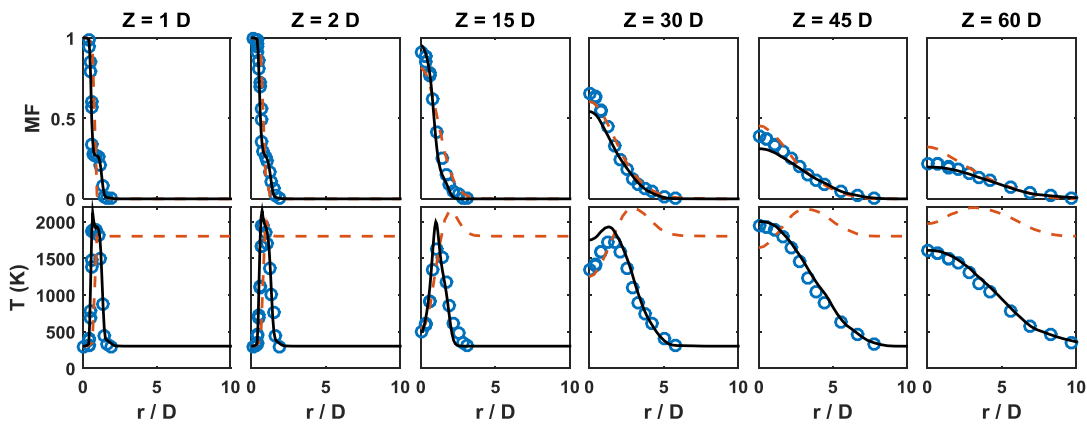 Z = 1 D Z = 2 D Z = 15 D Z = 30 D Z = 45 D Z = 60 D
1
0.5
0
MF
2000
1500
1000
500
0
T (K)
0 5 10 0 5 10 0 5 10 0 5 10 0 5 10 0 5 10
r / D r / D r / D r / D r / D r / D